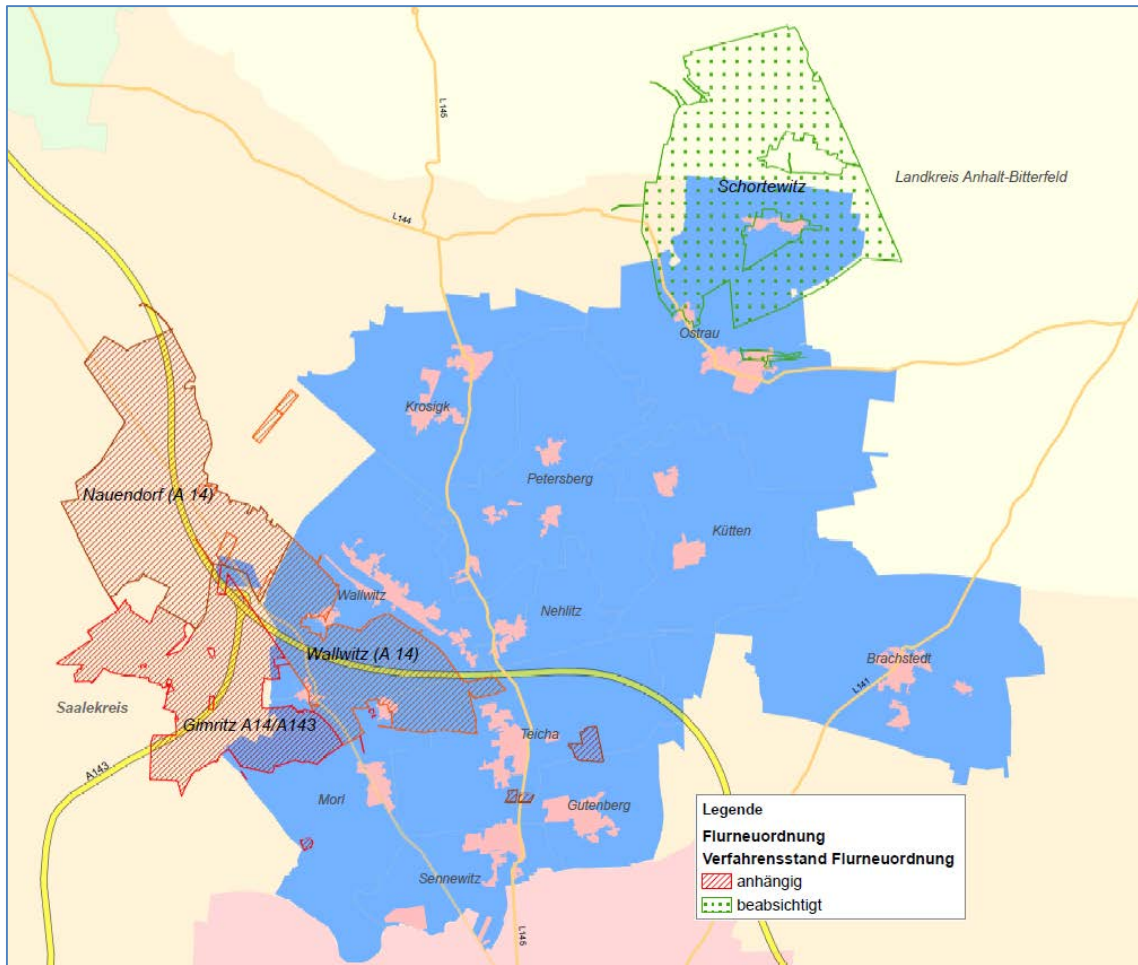 L145
Landkreis Anhalt-Bitterfeld
Schortewitz
L144
Ostrau
Krosigk
Petersberg
Nauendorf (A 14)
Kütten
Wallwitz
Nehlitz
Wallwitz (A 14)
Brachstedt
L141
Saalekreis
Gimritz A14/A143
Teicha
A143
Morl
Gutenberg
Sennewitz
L145
Legende
Flurneuordnung
Verfahrensstand Flurneuordnung
anhängig
beabsichtigt